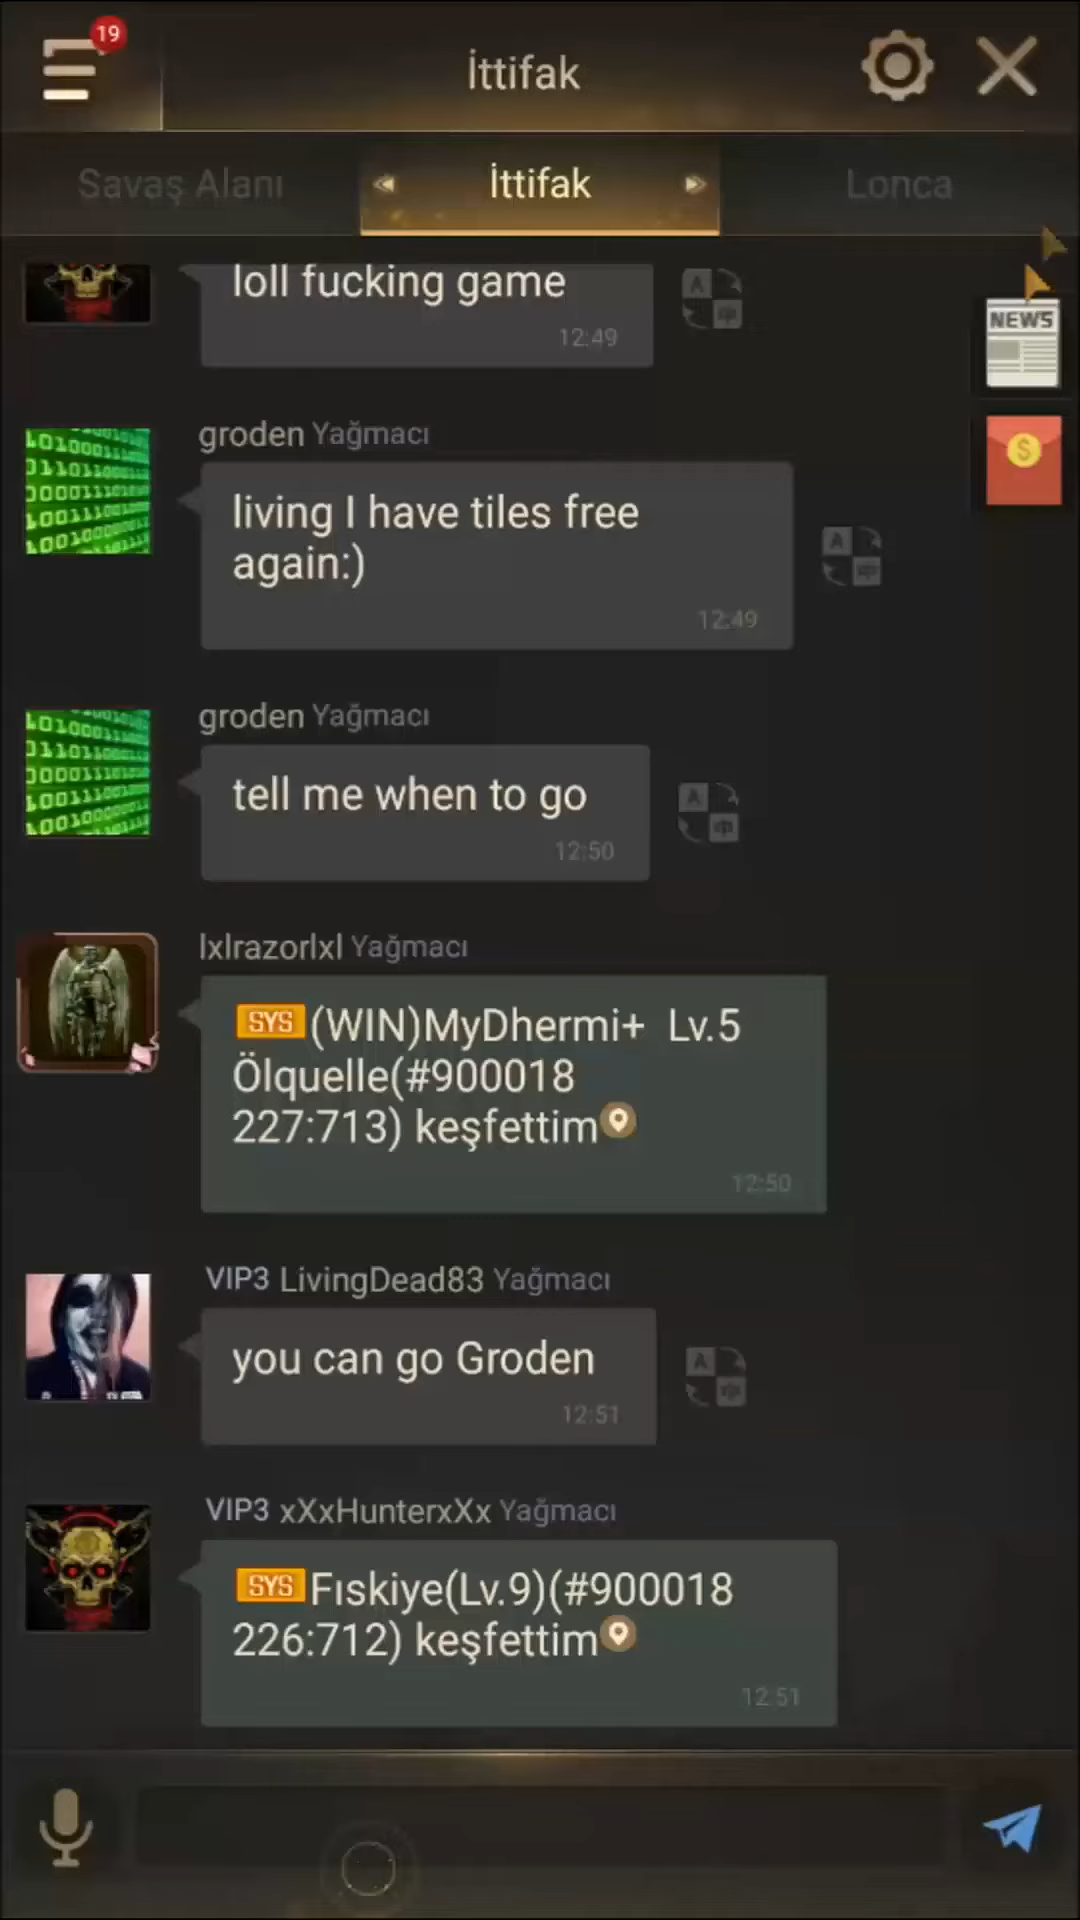 19
İttifak
Savaş Alanı
İttifak
Lonca
loll fucking game
12:49
NEWS
groden Yağmacı
living I have tiles free
again:)
12:49
groden Yağmacı
tell me when to go
12:50
lxlrazorlxl Yağmacı
SYS (WIN)MyDhermi+ Lv.5
Ölquelle(#900018
227:713) keşfettim
12:50
VIP3 LivingDead83 Yağmacı
you can go Groden
12:51
VIP3 xXxHunterxXx Yağmacı
SYS Fıskiye(Lv.9)(#900018
226:712) keşfettim
12:51